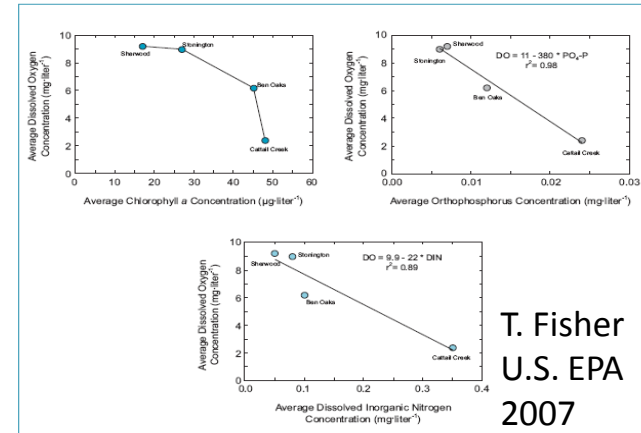 Average Dissolved Oxygen
Concentration (mg·liter⁻¹)
10
8
6
4
2
0
Sherwood
Stonington
Ben Oaks
Cattail Creek
0 10 20 30 40 50 60
Average Chlorophyll a Concentration (µg·liter⁻¹)
Average Dissolved Oxygen
Concentration (mg·liter⁻¹)
10
8
6
4
2
0
Sherwood
Stonington
Ben Oaks
Cattail Creek
DO = 11 - 380 * PO₄-P
r²= 0.98
0.00 0.01 0.02 0.03
Average Orthophosphorus Concentration (mg·liter⁻¹)
Average Dissolved Oxygen
Concentration (mg·liter⁻¹)
10
8
6
4
2
0
Sherwood
Stonington
Ben Oaks
Cattail Creek
DO = 9.9 - 22 * DIN
r²= 0.89
0.0 0.1 0.2 0.3 0.4
Average Dissolved Inorganic Nitrogen
Concentration (mg·liter⁻¹)
T. Fisher
U.S. EPA
2007